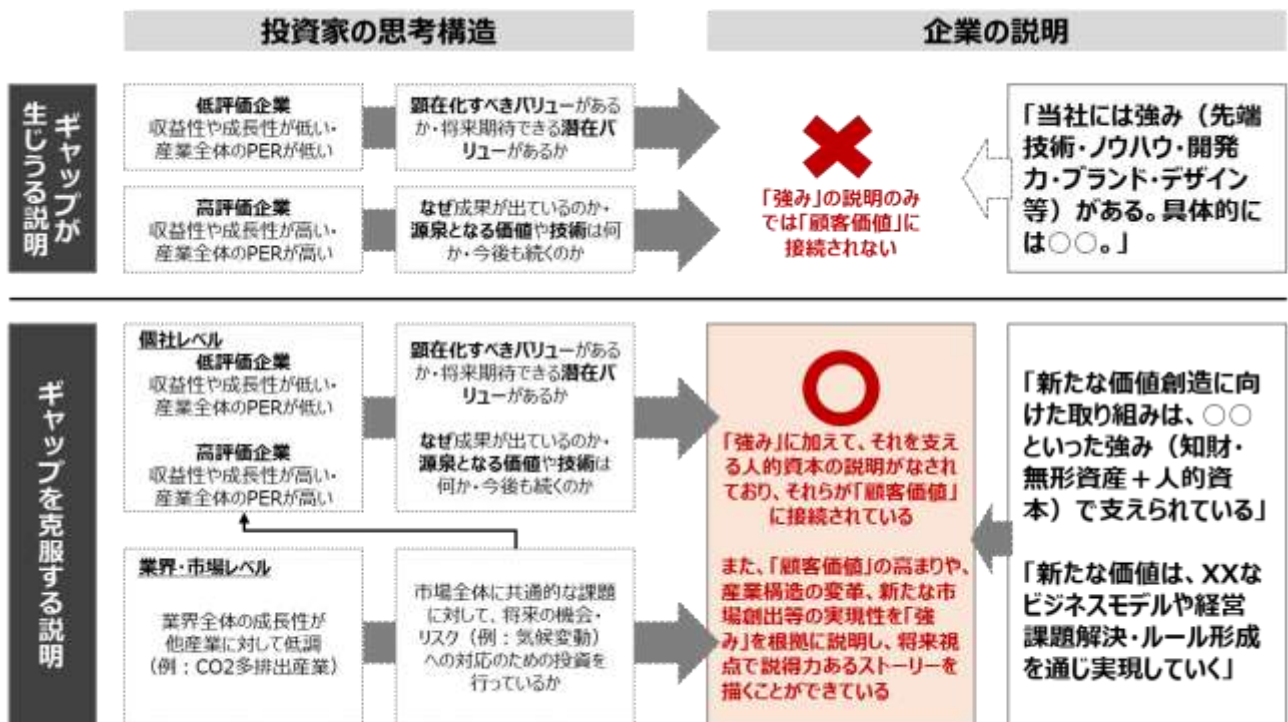 投資家の思考構造
企業の説明
ギャップが
生じうる説明
低評価企業
収益性や成長性が低い・
産業全体のPERが低い
顕在化すべきバリューがある
か・将来期待できる潜在バ
リューがあるか
高評価企業
収益性や成長性が高い・
産業全体のPERが高い
なぜ成果が出ているのか・
源泉となる価値や技術は何
か・今後も続くのか
「強み」の説明のみ
では「顧客価値」に
接続されない
「当社には強み（先端
技術・ノウハウ・開発
力・ブランド・デザイン
等）がある。具体的に
は○○。」
ギャップを克服する説明
個社レベル
低評価企業
収益性や成長性が低い・
産業全体のPERが低い
高評価企業
収益性や成長性が高い・
産業全体のPERが高い
顕在化すべきバリューがある
か・将来期待できる潜在バ
リューがあるか
なぜ成果が出ているのか・
源泉となる価値や技術は
何か・今後も続くのか
業界・市場レベル
業界全体の成長性が
他産業に対して低調
（例：CO2多排出産業）
市場全体に共通的な課題
に対して、将来の機会・
リスク（例：気候変動）
への対応のための投資を
行っているか
「強み」に加えて、それを支え
る人的資本の説明がなされ
ており、それらが「顧客価値」
に接続されている
また、「顧客価値」の高まりや、
産業構造の変革、新たな市
場創出等の実現性を「強
み」を根拠に説明し、将来視
点で説得力あるストーリーを
描くことができている
「新たな価値創造に向
けた取り組みは、○○
といった強み（知財・
無形資産＋人的資
本）で支えられている」
「新たな価値は、XXな
ビジネスモデルや経営
課題解決・ルール形成
を通じ実現していく」